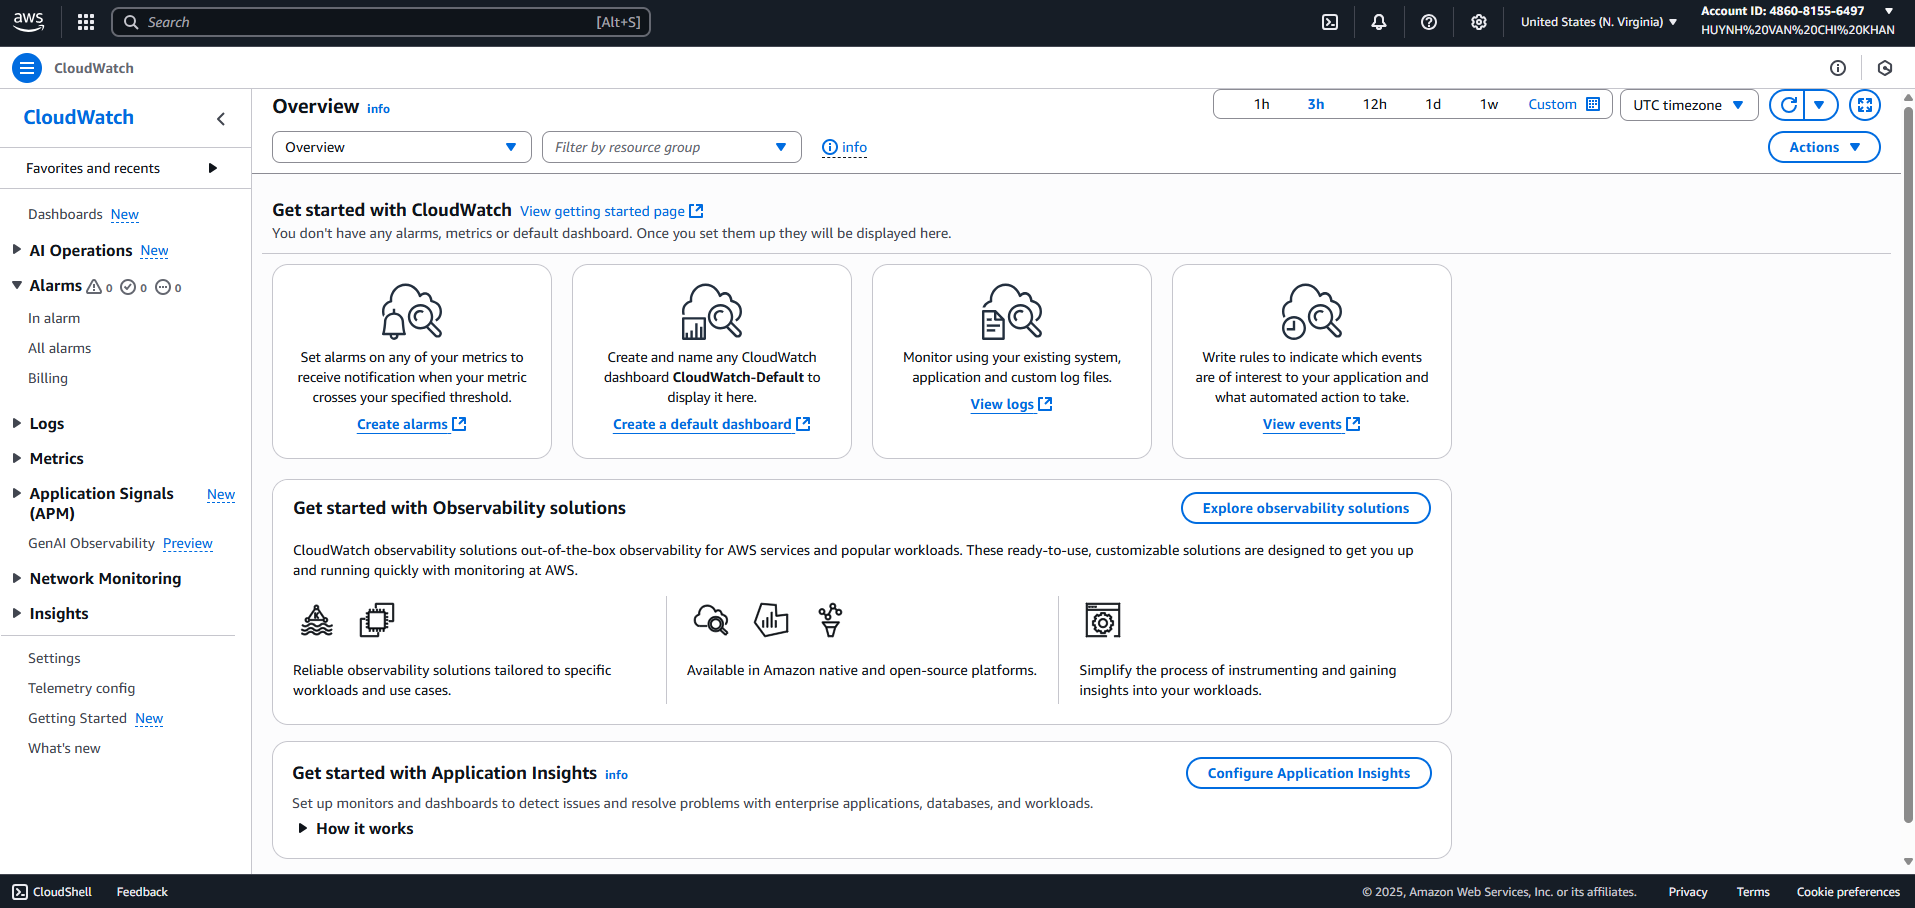 aws
Search
[Alt+S]
United States (N. Virginia)
Account ID: 4860-8155-6497
HUYNH%20VAN%20CHI%20KHAN
CloudWatch
CloudWatch
Favorites and recents
Dashboards New
AI Operations New
Alarms 0 0 0
In alarm
All alarms
Billing
Logs
Metrics
Application Signals New
(APM)
GenAI Observability Preview
Network Monitoring
Insights
Settings
Telemetry config
Getting Started New
What's new
Overview info
1h 3h 12h 1d 1w Custom
UTC timezone
Overview
Filter by resource group
info
Actions
Get started with CloudWatch View getting started page
You don't have any alarms, metrics or default dashboard. Once you set them up they will be displayed here.
Set alarms on any of your metrics to
receive notification when your metric
crosses your specified threshold.
Create alarms
Create and name any CloudWatch
dashboard CloudWatch-Default to
display it here.
Create a default dashboard
Monitor using your existing system,
application and custom log files.
View logs
Write rules to indicate which events
are of interest to your application and
what automated action to take.
View events
Get started with Observability solutions
Explore observability solutions
CloudWatch observability solutions out-of-the-box observability for AWS services and popular workloads. These ready-to-use, customizable solutions are designed to get you up
and running quickly with monitoring at AWS.
Reliable observability solutions tailored to specific
workloads and use cases.
Available in Amazon native and open-source platforms.
Simplify the process of instrumenting and gaining
insights into your workloads.
Get started with Application Insights info
Configure Application Insights
Set up monitors and dashboards to detect issues and resolve problems with enterprise applications, databases, and workloads.
How it works
CloudShell
Feedback
© 2025, Amazon Web Services, Inc. or its affiliates.
Privacy
Terms
Cookie preferences